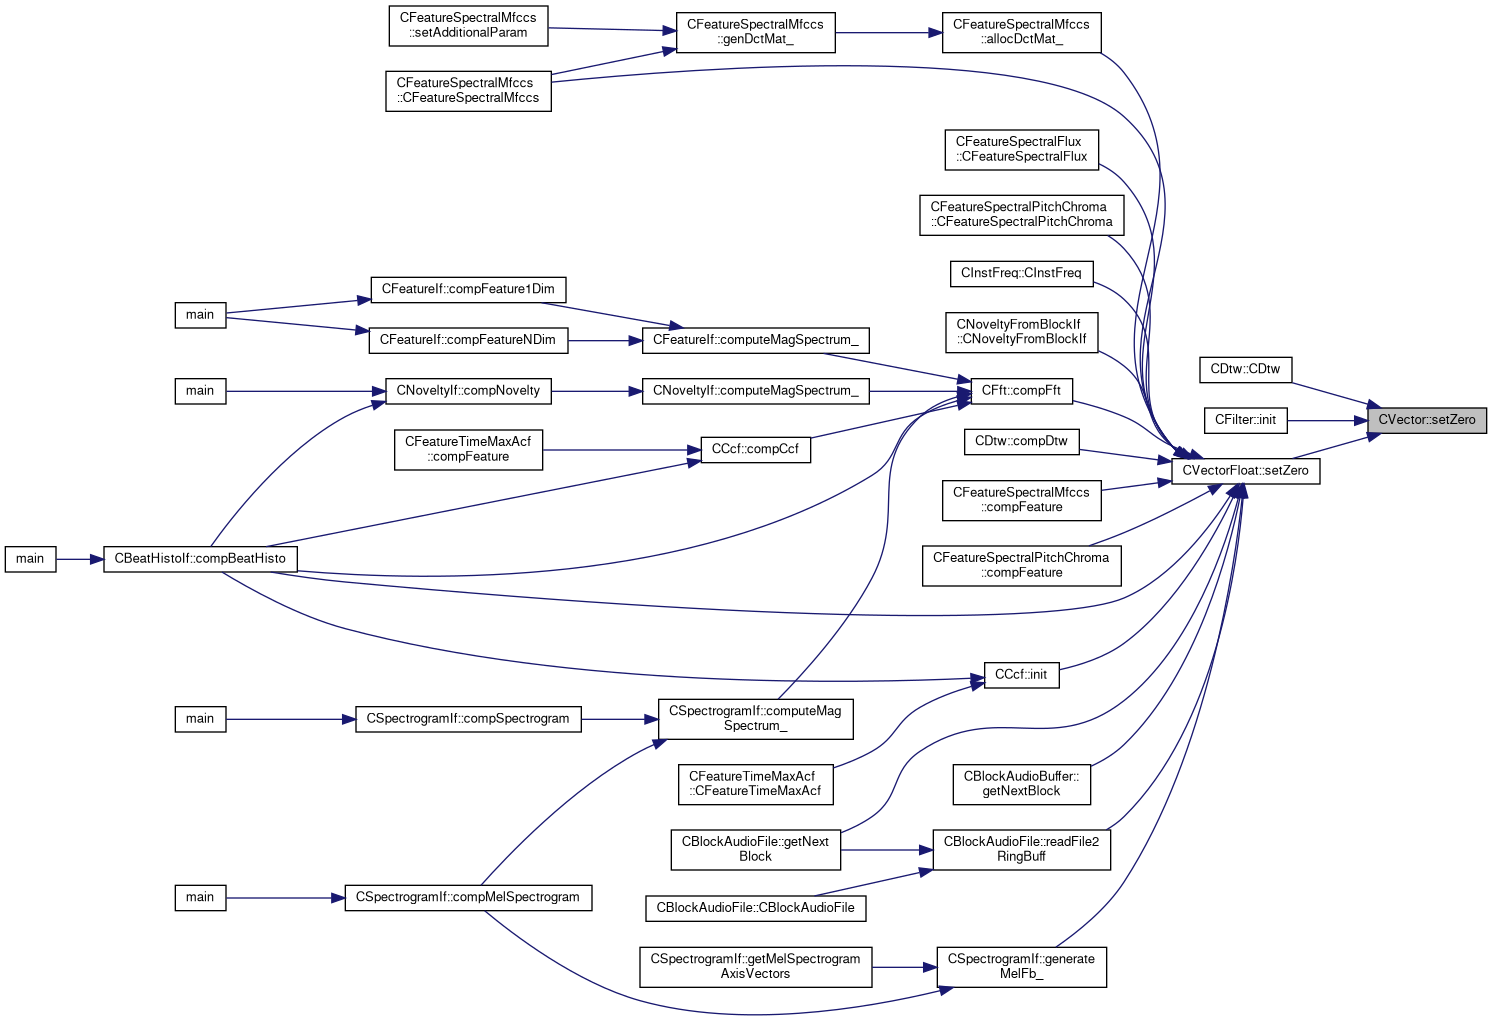 CFeatureSpectralMfccs
::setAdditionalParam
CFeatureSpectralMfccs
::genDctMat_
CFeatureSpectralMfccs
::allocDctMat_
CFeatureSpectralMfccs
::CFeatureSpectralMfccs
CFeatureSpectralFlux
::CFeatureSpectralFlux
CFeatureSpectralPitchChroma
::CFeatureSpectralPitchChroma
CInstFreq::CInstFreq
CFeatureIf::compFeature1Dim
main
CNoveltyFromBlockIf
::CNoveltyFromBlockIf
CFeatureIf::compFeatureNDim
CFeatureIf::computeMagSpectrum_
CDtw::CDtw
main
CNoveltyIf::compNovelty
CNoveltyIf::computeMagSpectrum_
CFft::compFft
CFilter::init
CVector::setZero
CFeatureTimeMaxAcf
::compFeature
CCcf::compCcf
CDtw::compDtw
CVectorFloat::setZero
CFeatureSpectralMfccs
::compFeature
main
CBeatHistoIf::compBeatHisto
CFeatureSpectralPitchChroma
::compFeature
CCcf::init
main
CSpectrogramIf::compSpectrogram
CSpectrogramIf::computeMag
Spectrum_
CFeatureTimeMaxAcf
::CFeatureTimeMaxAcf
CBlockAudioBuffer::
getNextBlock
CBlockAudioFile::getNext
Block
CBlockAudioFile::readFile2
RingBuff
main
CSpectrogramIf::compMelSpectrogram
CBlockAudioFile::CBlockAudioFile
CSpectrogramIf::getMelSpectrogram
AxisVectors
CSpectrogramIf::generate
MelFb_